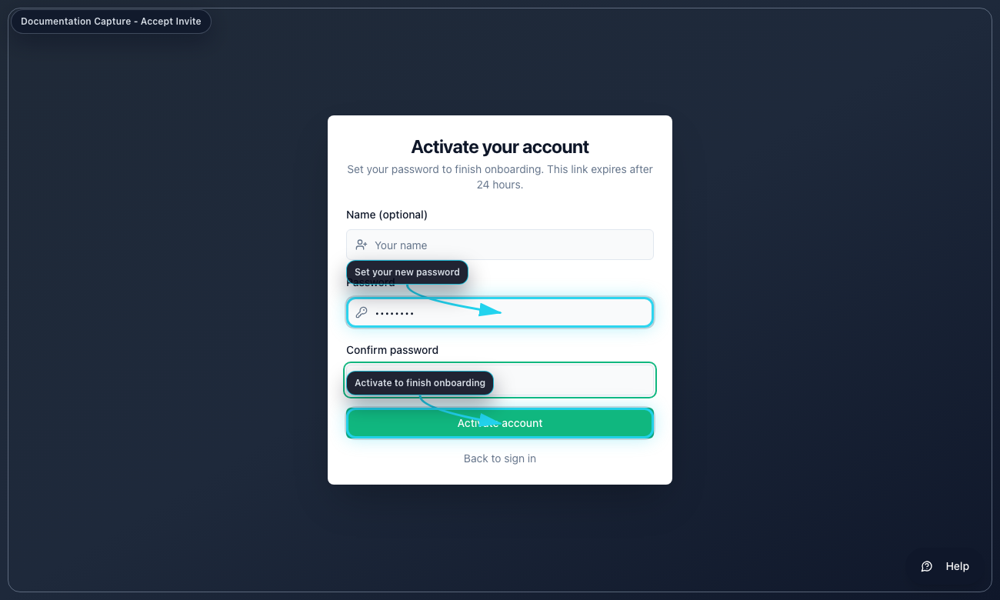 Documentation Capture - Accept Invite
Activate your account
Set your password to finish onboarding. This link expires after
24 hours.
Name (optional)
Your name
Set your new password
Password
••••••••
Confirm password
Activate to finish onboarding
Activate account
Back to sign in
Help